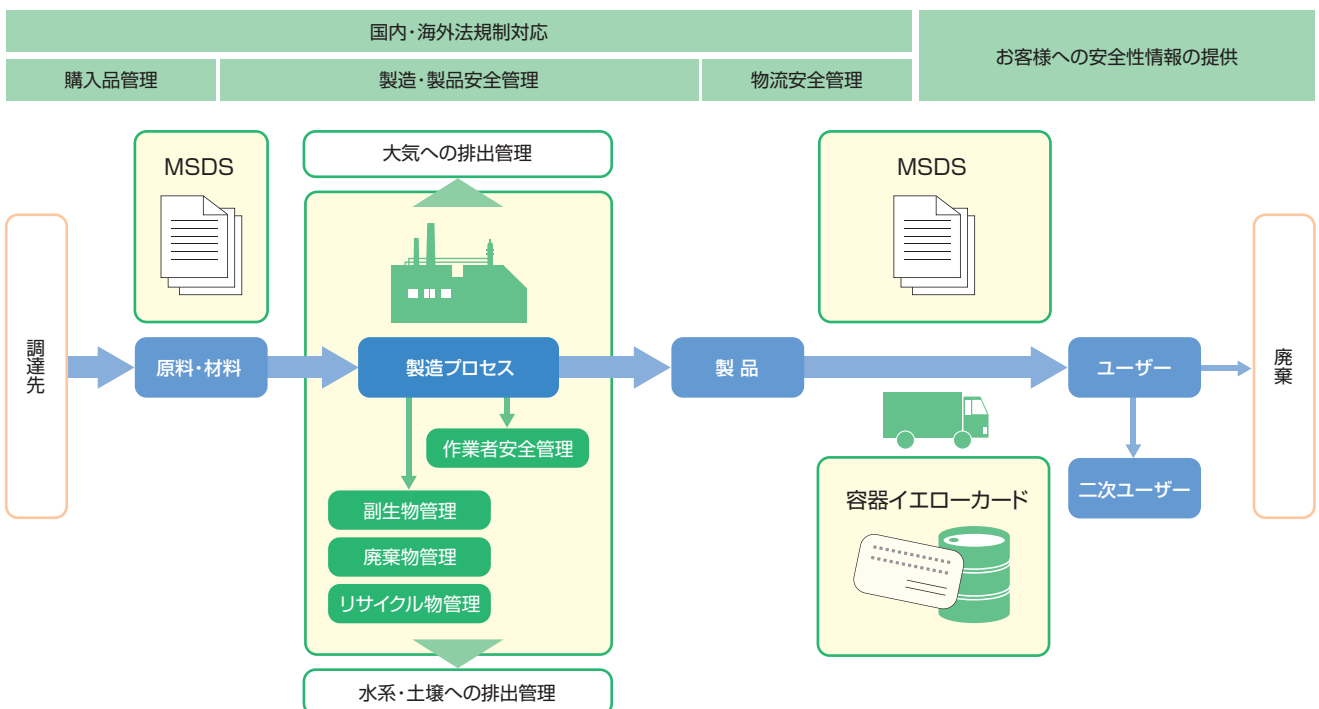 国内・海外法規制対応
お客様への安全性情報の提供
購入品管理
製造・製品安全管理
物流安全管理
MSDS
大気への排出管理
MSDS
調達先
原料・材料
製造プロセス
製品
ユーザー
廃棄
作業者安全管理
副生物管理
廃棄物管理
リサイクル物管理
容器イエローカード
二次ユーザー
水系・土壌への排出管理